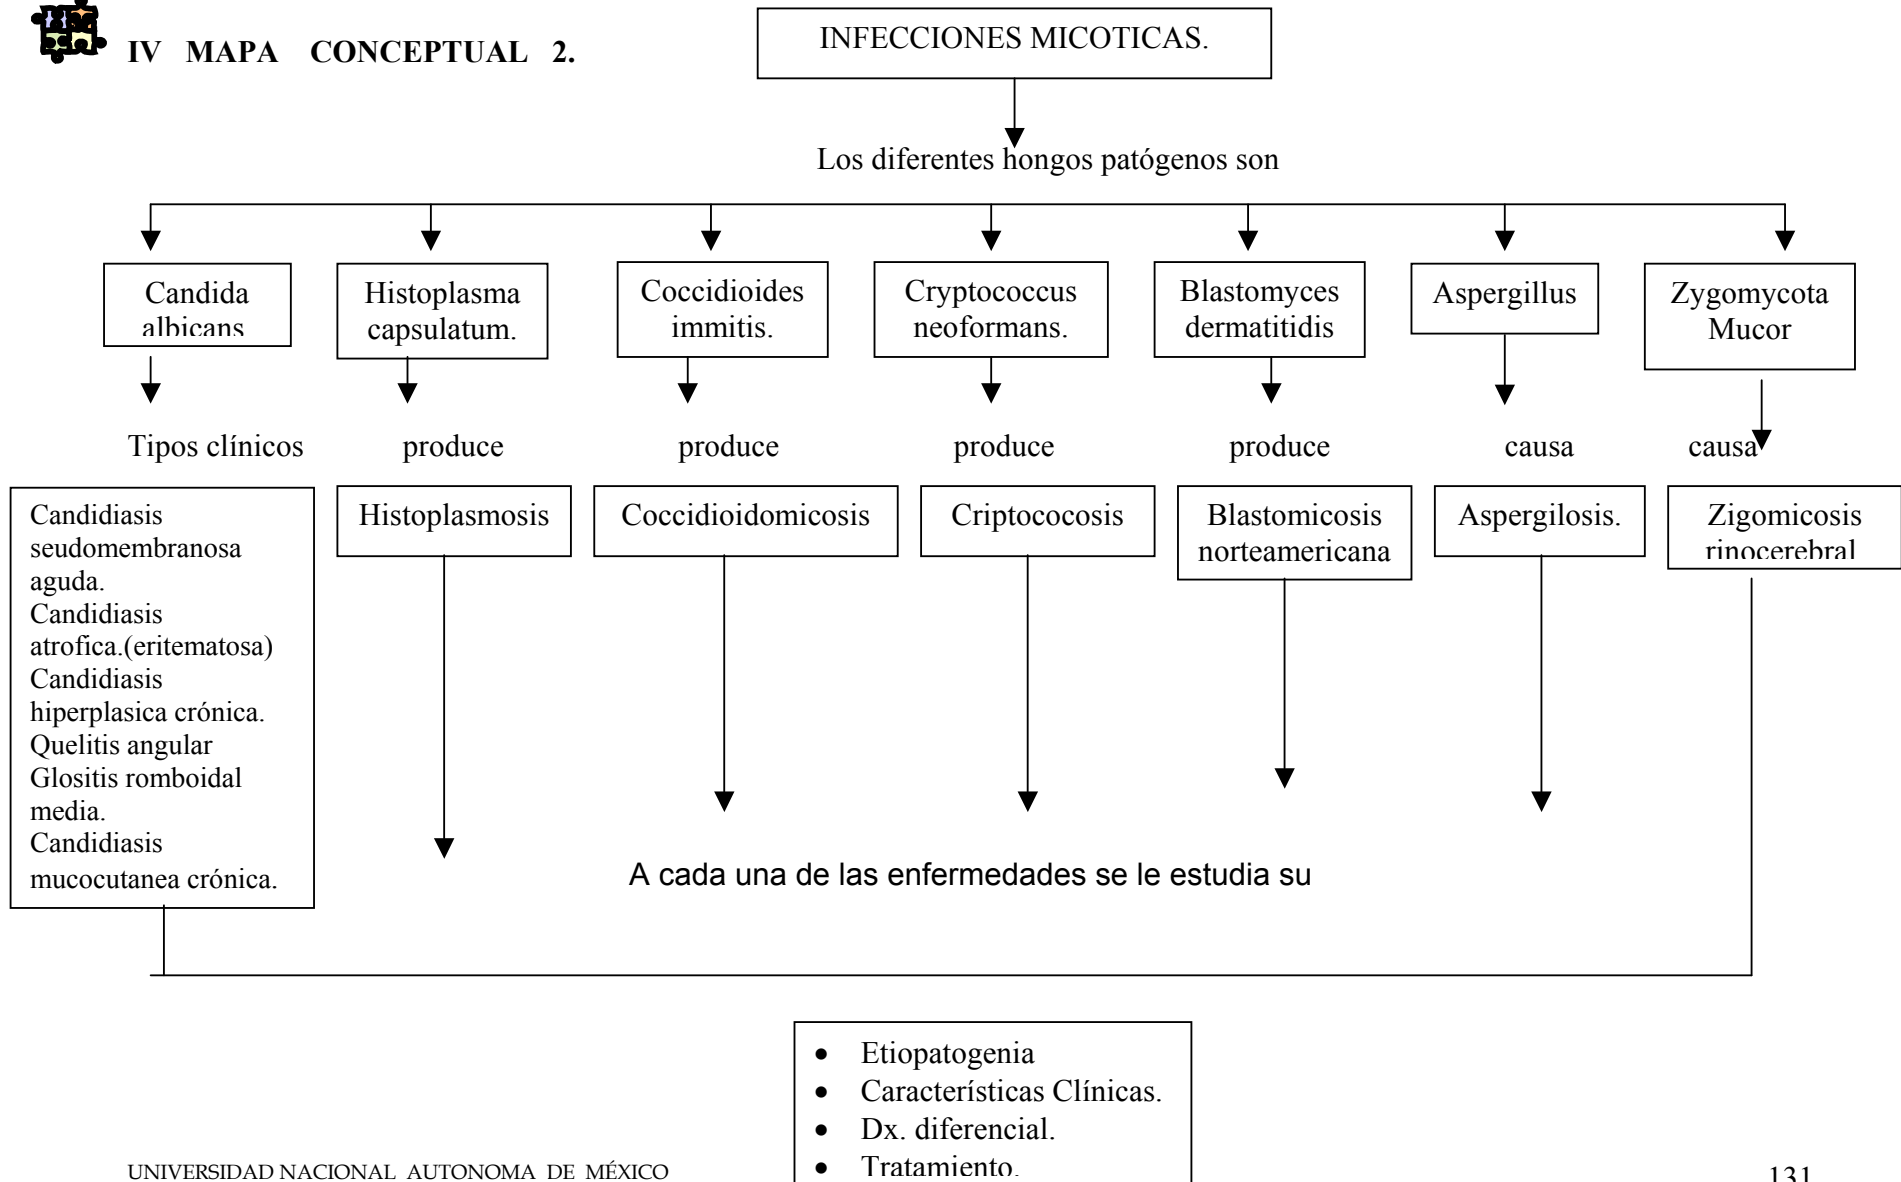 IV MAPA CONCEPTUAL 2.
INFECCIONES MICOTICAS.
Los diferentes hongos patógenos son
Candida
albicans
Histoplasma
capsulatum.
Coccidioides
immitis.
Cryptococcus
neoformans.
Blastomyces
dermatitidis
Aspergillus
Zygomycota
Mucor
Tipos clínicos
produce
produce
produce
produce
causa
causa
Candidiasis
seudomembranosa
aguda.
Candidiasis
atrofica.(eritematosa)
Candidiasis
hiperplasica crónica.
Quelitis angular
Glositis romboidal
media.
Candidiasis
mucocutanea crónica.
Histoplasmosis
Coccidioidomicosis
Criptococosis
Blastomicosis
norteamericana
Aspergilosis.
Zigomicosis
rinocerebral
A cada una de las enfermedades se le estudia su
• Etiopatogenia
• Características Clínicas.
• Dx. diferencial.
• Tratamiento.
UNIVERSIDAD NACIONAL AUTONOMA DE MÉXICO
131